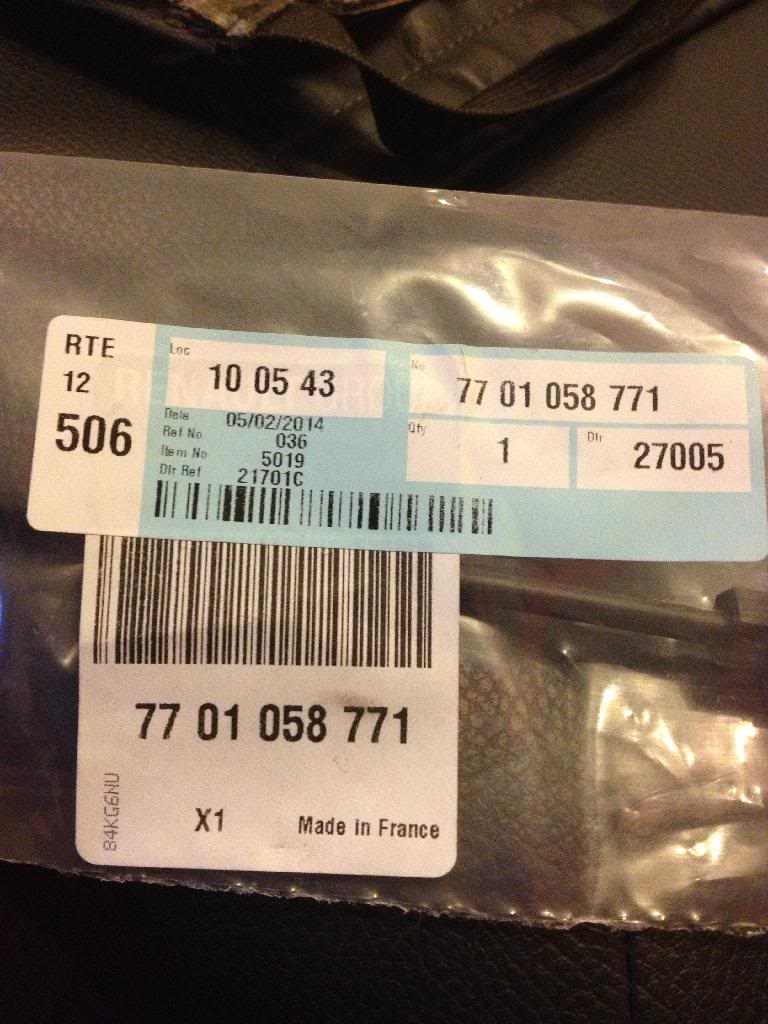 RTE
12
506
Loc
10 05 43
Date 05/02/2014
Ref No 036
Item No 5019
Dlr Ref 21701C
No
77 01 058 771
Qty
1
Dlr
27005
77 01 058 771
X1
Made in France
84KG6NU